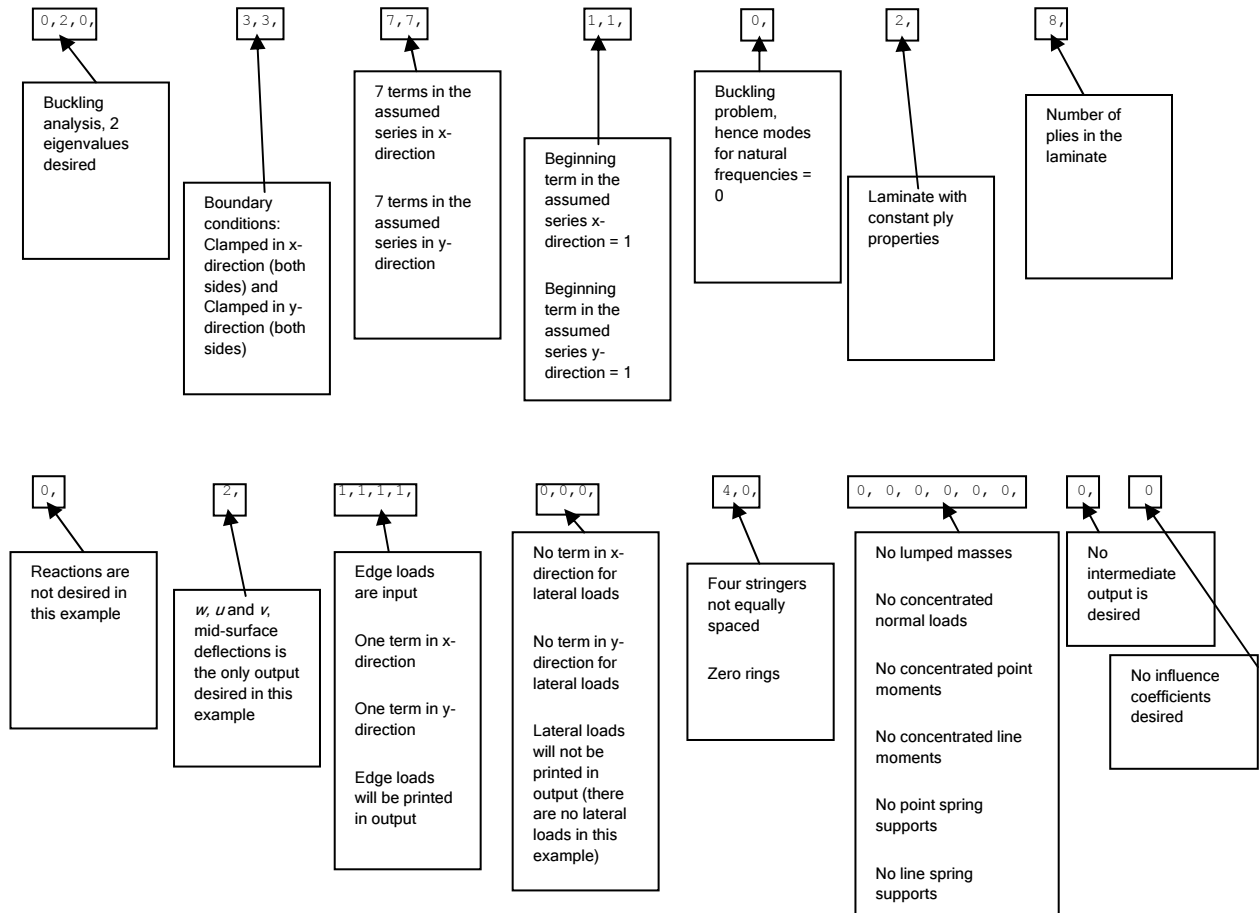 0,2,0,
3,3,
7,7,
1,1,
0,
2,
8,
Buckling
analysis, 2
eigenvalues
desired
Boundary
conditions:
Clamped in x-
direction (both
sides) and
Clamped in y-
direction (both
sides)
7 terms in the
assumed
series in x-
direction
7 terms in the
assumed
series in y-
direction
Beginning
term in the
assumed
series x-
direction = 1
Beginning
term in the
assumed
series y-
direction = 1
Buckling
problem,
hence modes
for natural
frequencies =
0
Laminate with
constant ply
properties
Number of
plies in the
laminate
0,
2,
1,1,1,1,
0,0,0,
4,0,
0, 0, 0, 0, 0, 0,
0,
0
Reactions are
not desired in
this example
w, u and v,
mid-surface
deflections is
the only output
desired in this
example
Edge loads
are input
One term in x-
direction
One term in y-
direction
Edge loads
will be printed
in output
No term in x-
direction for
lateral loads
No term in y-
direction for
lateral loads
Lateral loads
will not be
printed in
output (there
are no lateral
loads in this
example)
Four stringers
not equally
spaced
Zero rings
No lumped masses
No concentrated
normal loads
No concentrated point
moments
No concentrated line
moments
No point spring
supports
No line spring
supports
No
intermediate
output is
desired
No influence
coefficients
desired